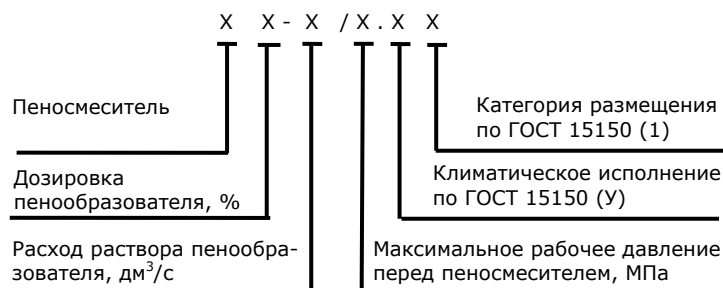 Х Х - Х / Х . Х Х
Пеносмеситель
Категория размещения
по ГОСТ 15150 (1)
Дозировка
пенообразователя, %
Климатическое исполнение
по ГОСТ 15150 (У)
Расход раствора пенообра-
зователя, дм³/с
Максимальное рабочее давление
перед пеносмесителем, МПа